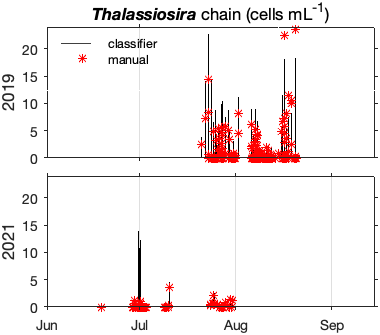 Thalassiosira chain (cells mL-1)
20
15
10
5
0
2019
classifier
manual
20
15
10
5
0
2021
Jun
Jul
Aug
Sep